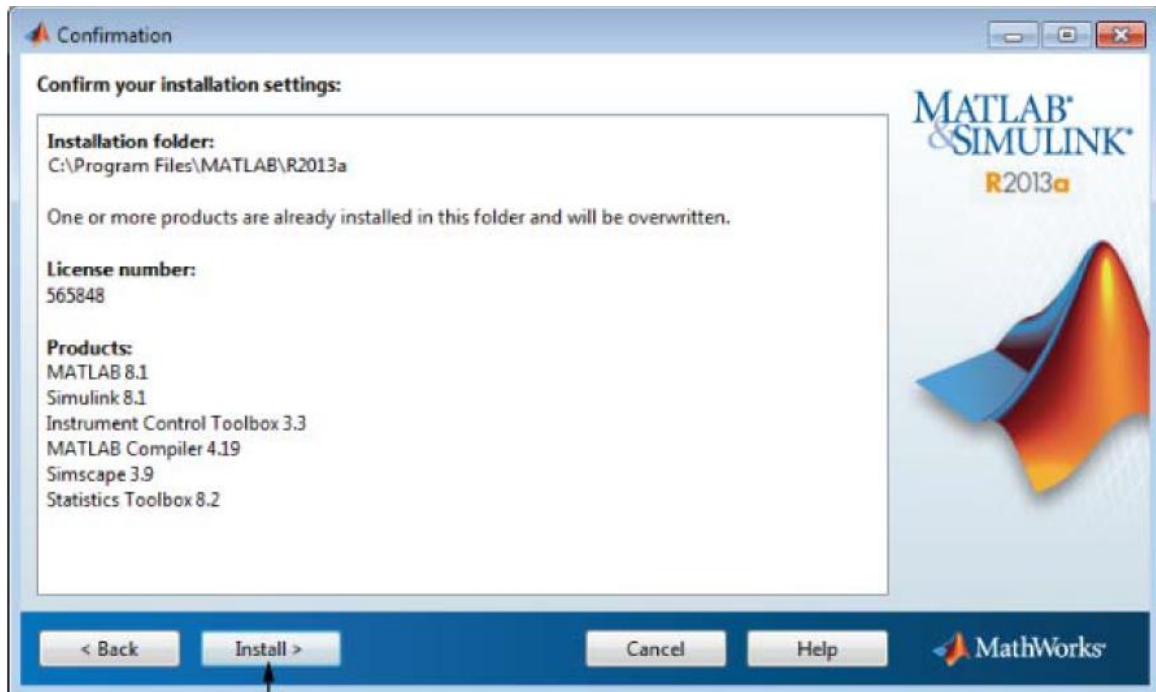 Confirmation
Confirm your installation settings:
Installation folder:
C:\Program Files\MATLAB\R2013a
One or more products are already installed in this folder and will be overwritten.
License number:
565848
Products:
MATLAB 8.1
Simulink 8.1
Instrument Control Toolbox 3.3
MATLAB Compiler 4.19
Simscape 3.9
Statistics Toolbox 8.2
MATLAB®
&SIMULINK®
R2013a
< Back
Install >
Cancel
Help
MathWorks®